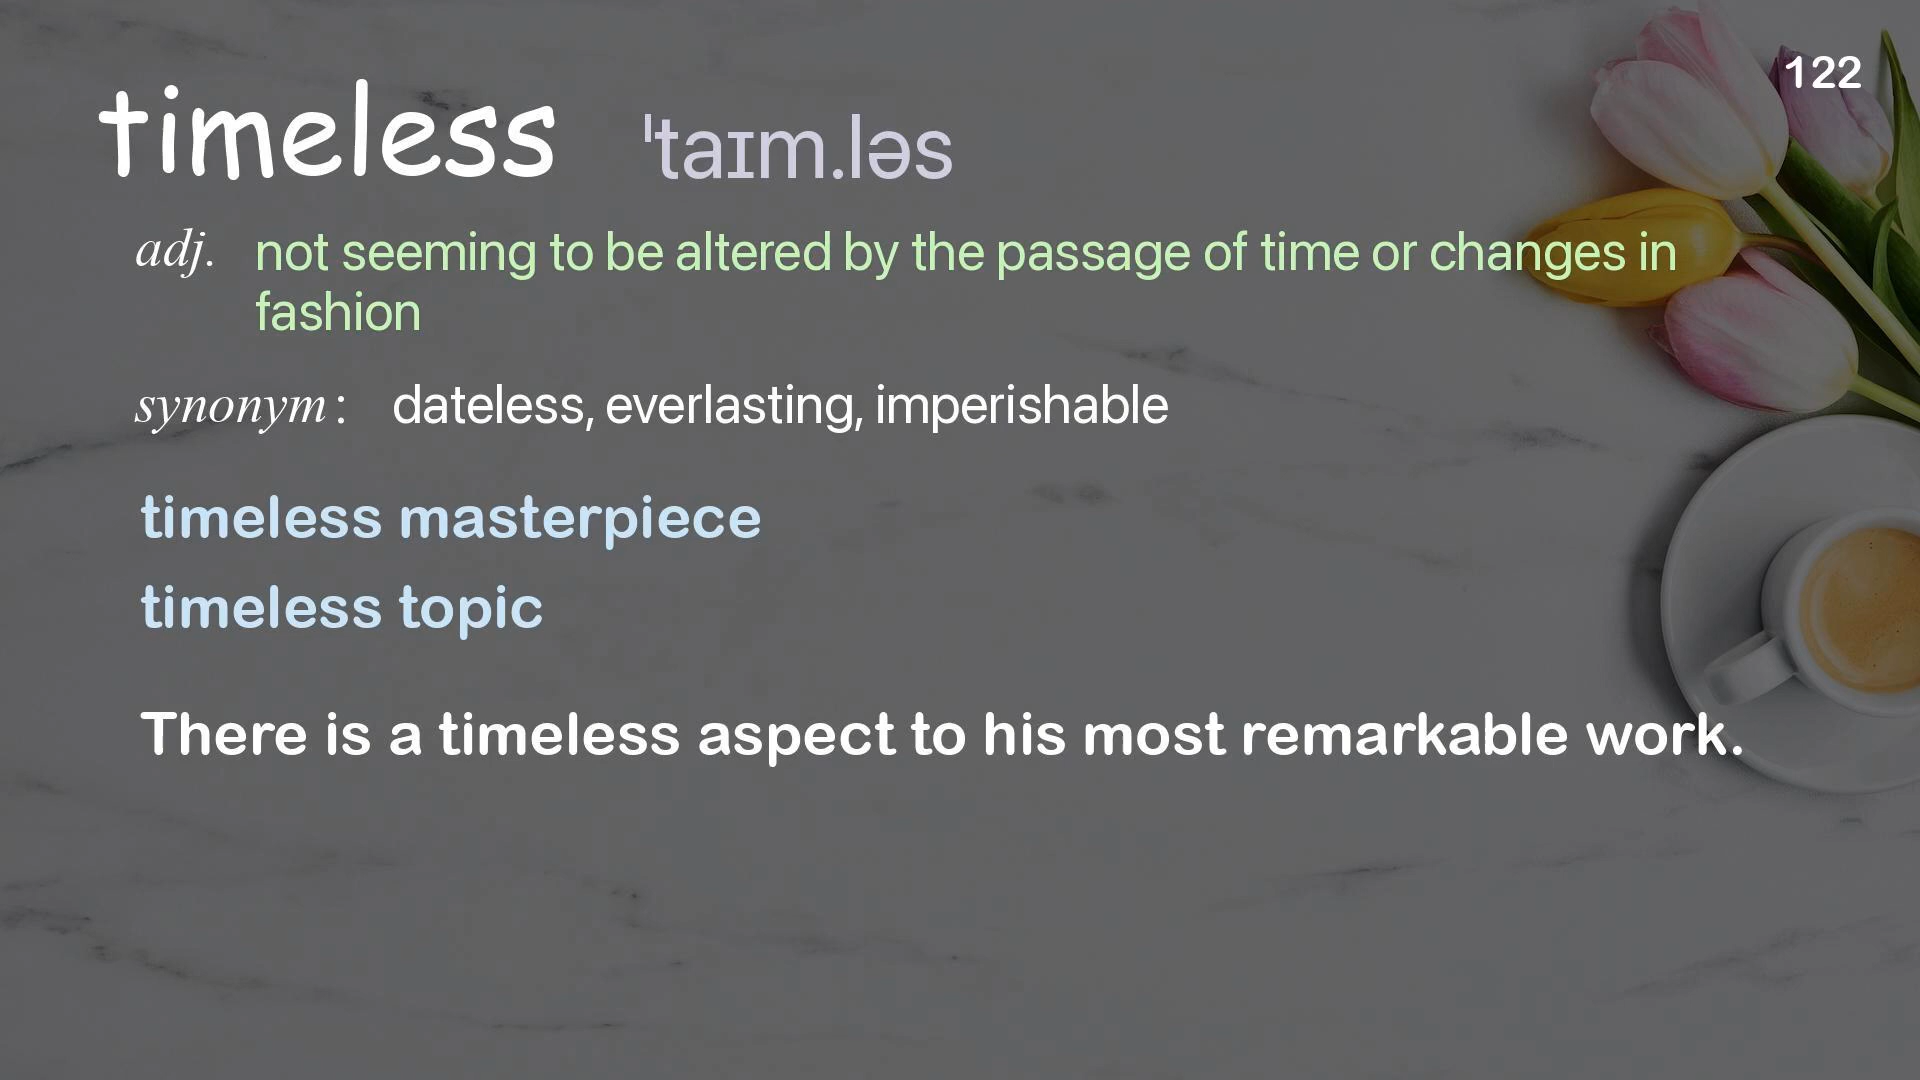 122
timeless ˈtaɪm.ləs
adj. not seeming to be altered by the passage of time or changes in
fashion
synonym : dateless, everlasting, imperishable
timeless masterpiece
timeless topic
There is a timeless aspect to his most remarkable work.